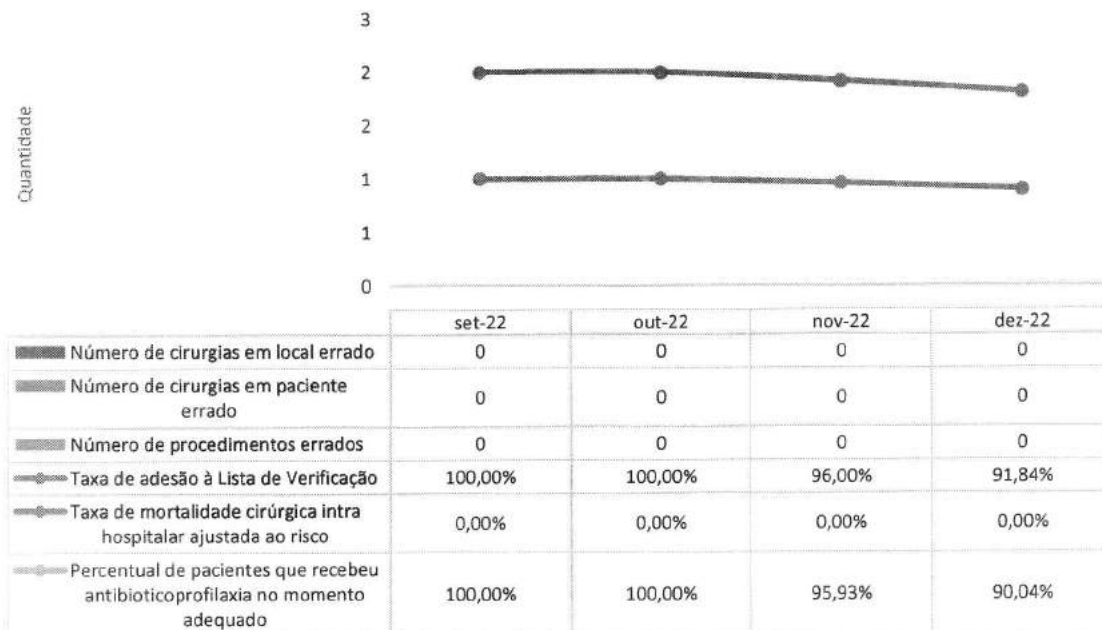 3
2
2
1
1
0
Quantidade
set-22 out-22 nov-22 dez-22
Número de cirurgias em local errado 0 0 0 0
Número de cirurgias em paciente
errado 0 0 0 0
Número de procedimentos errados 0 0 0 0
Taxa de adesão à Lista de Verificação 100,00% 100,00% 96,00% 91,84%
Taxa de mortalidade cirúrgica intra
hospitalar ajustada ao risco 0,00% 0,00% 0,00% 0,00%
Percentual de pacientes que recebeu
antibioticoprofilaxia no momento
adequado 100,00% 100,00% 95,93% 90,04%